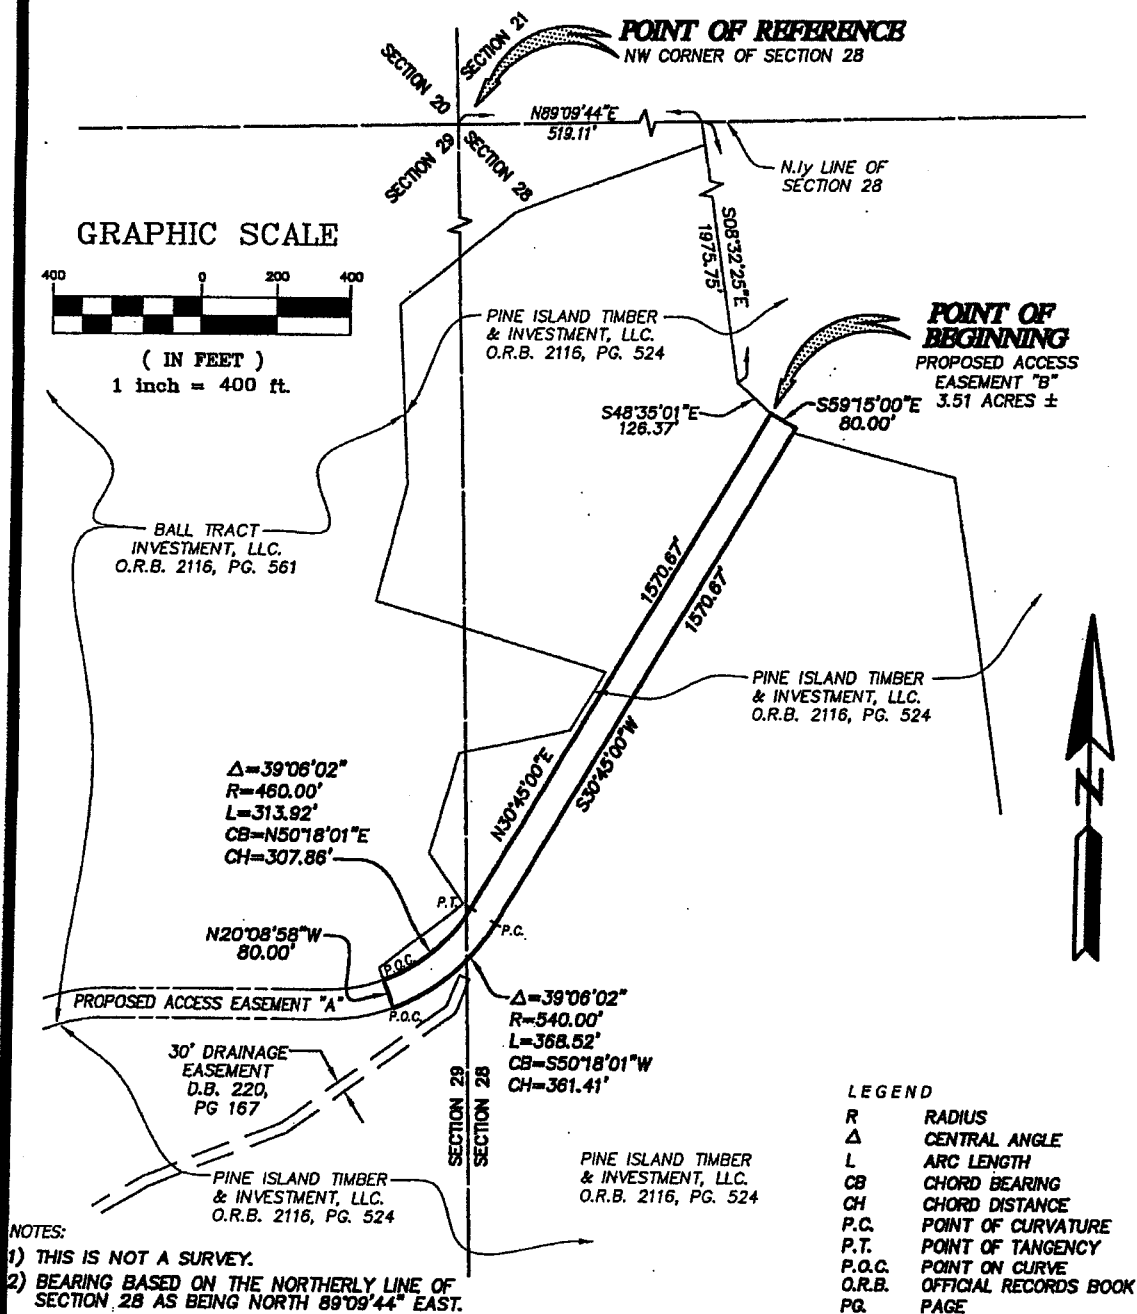 SECTION 20
SECTION 21
POINT OF REFERENCE
NW CORNER OF SECTION 28
N89°09'44"E
519.11'
SECTION 29
SECTION 28
N.ly LINE OF
SECTION 28
GRAPHIC SCALE
400 0 200 400
( IN FEET )
1 inch = 400 ft.
S08°32'25"E
1975.75'
PINE ISLAND TIMBER
& INVESTMENT, LLC.
O.R.B. 2116, PG. 524
POINT OF
BEGINNING
PROPOSED ACCESS
EASEMENT "B"
3.51 ACRES ±
S48°35'01"E
126.37'
S59°15'00"E
80.00'
BALL TRACT
INVESTMENT, LLC.
O.R.B. 2116, PG. 561
1570.67'
1570.67'
PINE ISLAND TIMBER
& INVESTMENT, LLC.
O.R.B. 2116, PG. 524
N30°45'00"E
S30°45'00"W
Δ=39°06'02"
R=460.00'
L=313.92'
CB=N50°18'01"E
CH=307.86'
P.T.
P.C.
N
N20°08'58"W
80.00'
P.O.C.
PROPOSED ACCESS EASEMENT "A"
P.O.C.
Δ=39°06'02"
R=540.00'
L=368.52'
CB=S50°18'01"W
CH=361.41'
30' DRAINAGE
EASEMENT
D.B. 220,
PG 167
SECTION 29
SECTION 28
PINE ISLAND TIMBER
& INVESTMENT, LLC.
O.R.B. 2116, PG. 524
PINE ISLAND TIMBER
& INVESTMENT, LLC.
O.R.B. 2116, PG. 524
LEGEND
R RADIUS
Δ CENTRAL ANGLE
L ARC LENGTH
CB CHORD BEARING
CH CHORD DISTANCE
P.C. POINT OF CURVATURE
P.T. POINT OF TANGENCY
P.O.C. POINT ON CURVE
O.R.B. OFFICIAL RECORDS BOOK
PG. PAGE
NOTES:
1) THIS IS NOT A SURVEY.
2) BEARING BASED ON THE NORTHERLY LINE OF
SECTION 28 AS BEING NORTH 89°09'44" EAST.